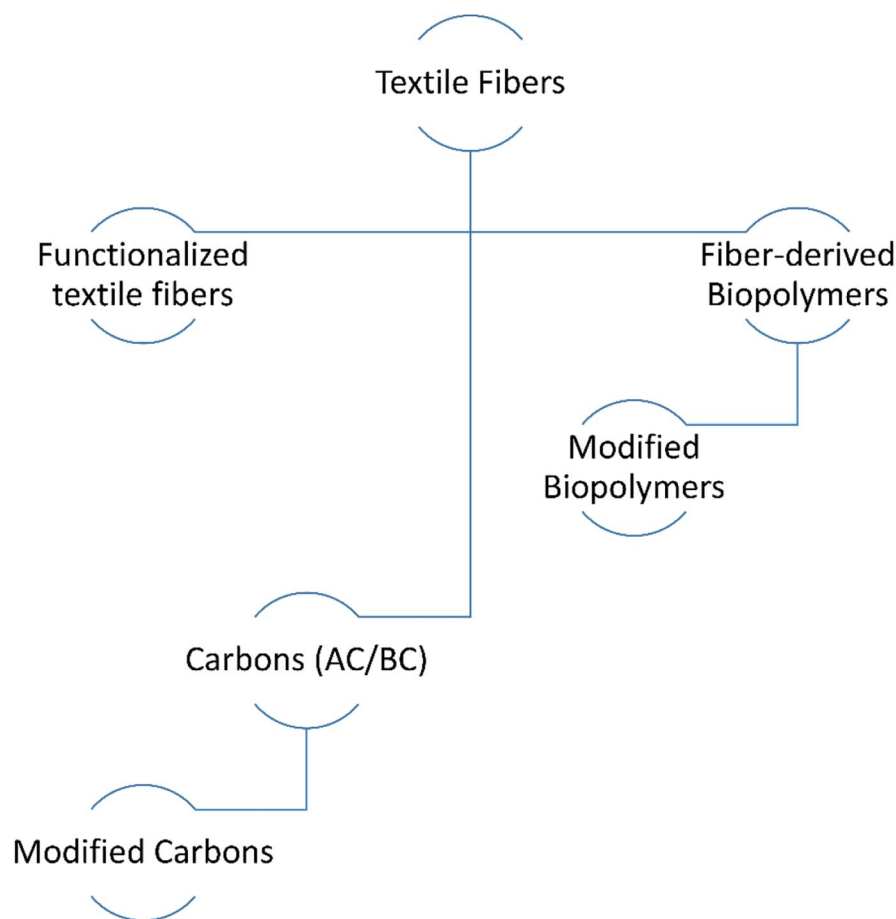 Textile Fibers
Functionalized
textile fibers
Fiber-derived
Biopolymers
Modified
Biopolymers
Carbons (AC/BC)
Modified Carbons